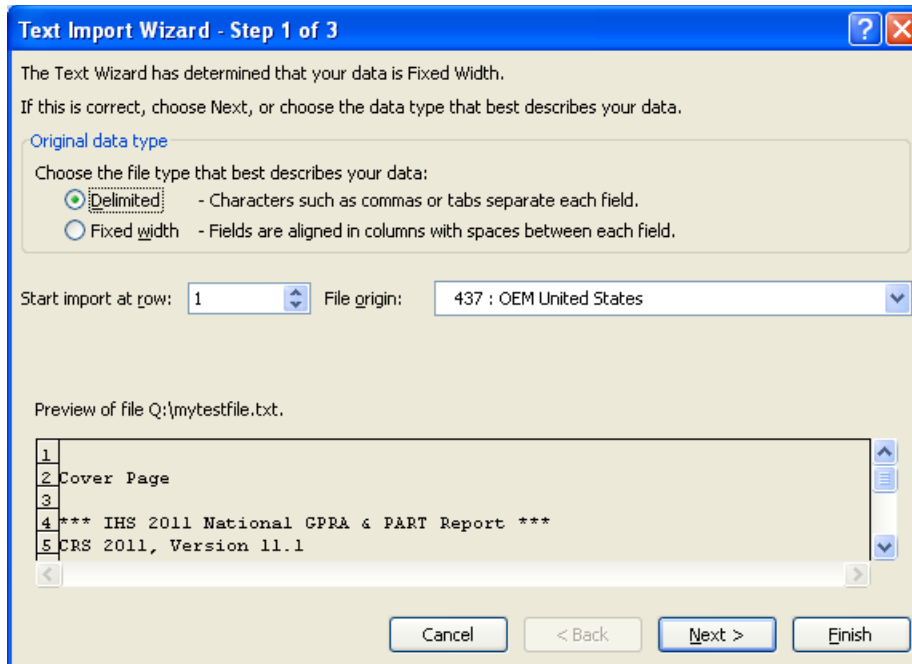 Text Import Wizard - Step 1 of 3
The Text Wizard has determined that your data is Fixed Width.
If this is correct, choose Next, or choose the data type that best describes your data.
Original data type
Choose the file type that best describes your data:
Delimited - Characters such as commas or tabs separate each field.
Fixed width - Fields are aligned in columns with spaces between each field.
Start import at row: 1 File origin: 437 : OEM United States
Preview of file Q:\mytestfile.txt.
1
2 Cover Page
3
4 *** IHS 2011 National GPRA & PART Report ***
5 CRS 2011, Version 11.1
Cancel < Back Next > Finish